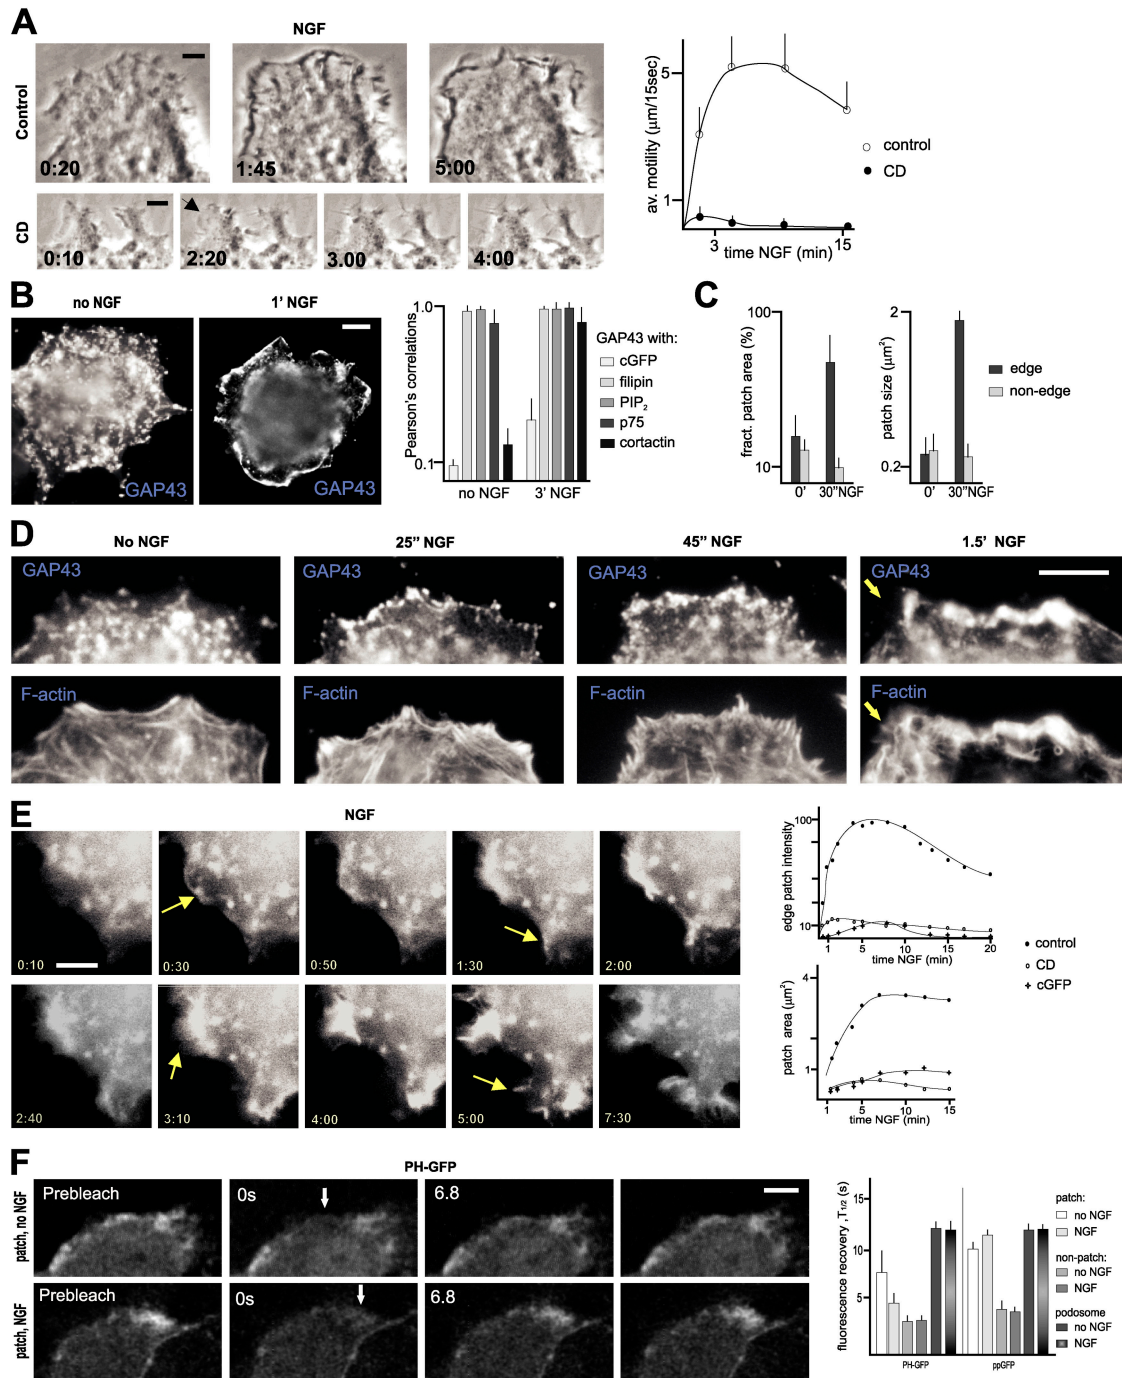 A
NGF
Control
0:20
1:45
5:00
CD
0:10
2:20
3.00
4:00
av. motility (μm/15sec)
5
1
3
15
time NGF (min)
control
CD
B
no NGF
1' NGF
GAP43
GAP43
Pearson's correlations
1.0
0.1
no NGF
3' NGF
GAP43 with:
cGFP
filipin
PIP₂
p75
cortactin
C
fract. patch area (%)
100
10
0'
30''NGF
patch size (μm²)
2
0.2
0'
30''NGF
edge
non-edge
D
No NGF
25'' NGF
45'' NGF
1.5' NGF
GAP43
GAP43
GAP43
GAP43
F-actin
F-actin
F-actin
F-actin
E
NGF
0:10
0:30
0:50
1:30
2:00
2:40
3:10
4:00
5:00
7:30
edge patch intensity
100
10
1
5
10
15
20
time NGF (min)
control
CD
cGFP
patch area (μm²)
4
1
1
5
10
15
time NGF (min)
F
PH-GFP
patch, no NGF
Prebleach
0s
6.8
patch, NGF
Prebleach
0s
6.8
fluorescence recovery ,T1/2 (s)
15
10
5
PH-GFP
ppGFP
patch:
no NGF
NGF
non-patch:
no NGF
NGF
podosome
no NGF
NGF